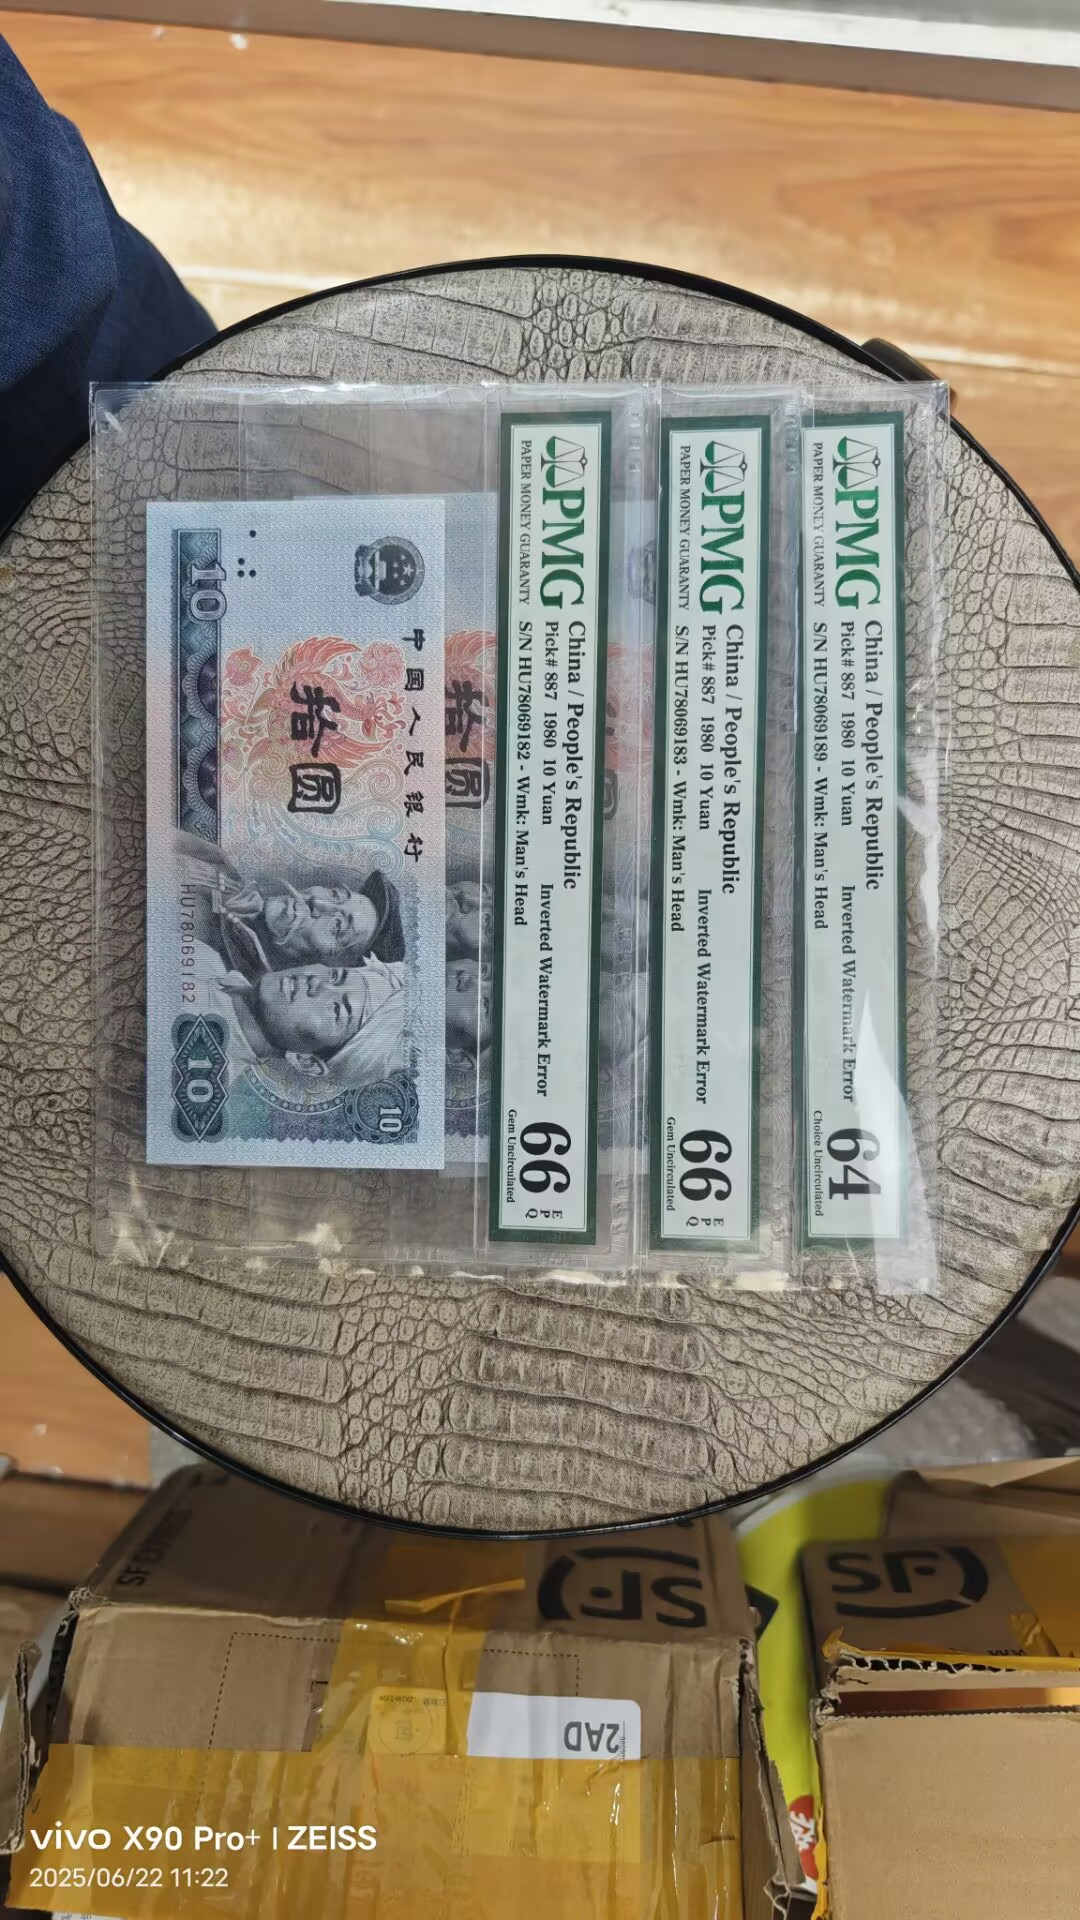 PMG
PAPER MONEY GUARANTY
China / People's Republic
Pick# 887 1980 10 Yuan
S/N HU78069189 - Wmk: Man's Head
Inverted Watermark Error
64
Choice Uncirculated
PMG
PAPER MONEY GUARANTY
China / People's Republic
Pick# 887 1980 10 Yuan
S/N HU78069183 - Wmk: Man's Head
Inverted Watermark Error
66
EPQ
Gem Uncirculated
PMG
PAPER MONEY GUARANTY
China / People's Republic
Pick# 887 1980 10 Yuan
S/N HU78069182 - Wmk: Man's Head
Inverted Watermark Error
66
EPQ
Gem Uncirculated
中国人民银行
拾圆
拾圆
10
10
10
HU78069182
SF EXPRESS
SF
SF
2AD
vivo X90 Pro+ | ZEISS
2025/06/22 11:22